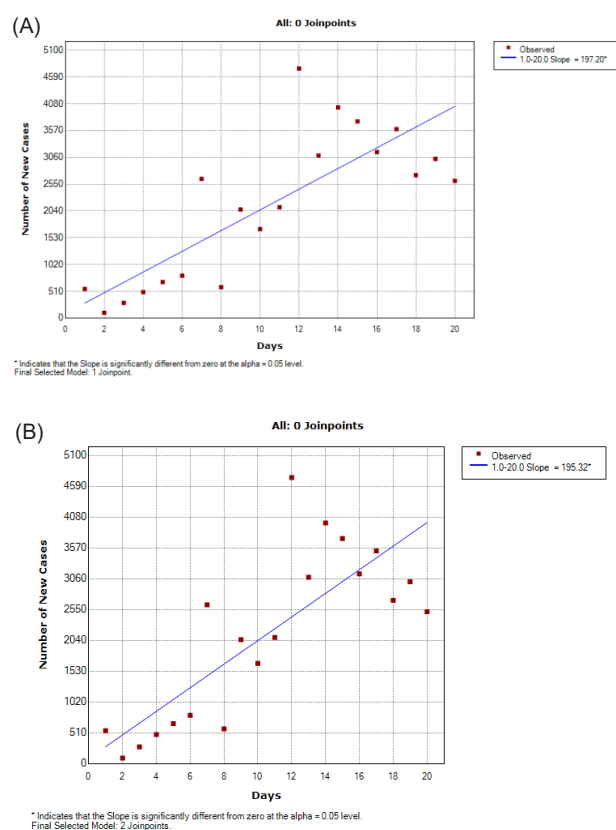 (A)
All: 0 Joinpoints
Number of New Cases
5100
4590
4080
3570
3060
2550
2040
1530
1020
510
0
0 2 4 6 8 10 12 14 16 18 20
Days
Observed
1.0-20.0 Slope = 197.20*
* Indicates that the Slope is significantly different from zero at the alpha = 0.05 level.
Final Selected Model: 1 Joinpoint.
(B)
All: 0 Joinpoints
Number of New Cases
5100
4590
4080
3570
3060
2550
2040
1530
1020
510
0
0 2 4 6 8 10 12 14 16 18 20
Days
Observed
1.0-20.0 Slope = 195.32*
* Indicates that the Slope is significantly different from zero at the alpha = 0.05 level.
Final Selected Model: 2 Joinpoints.